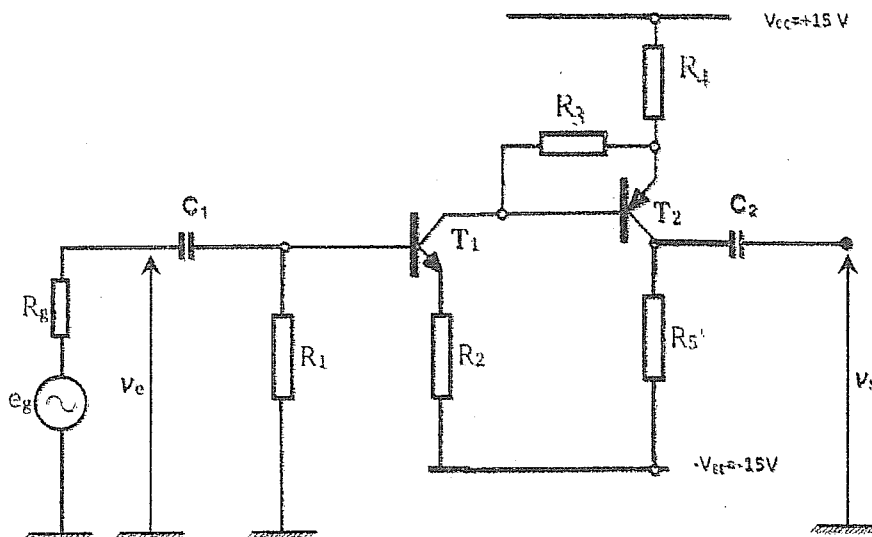 Vcc=+15 V
R4
R3
C1
T1
T2
C2
Rg
R1
R2
R5'
ve
eg
vs
-VEE=-15V